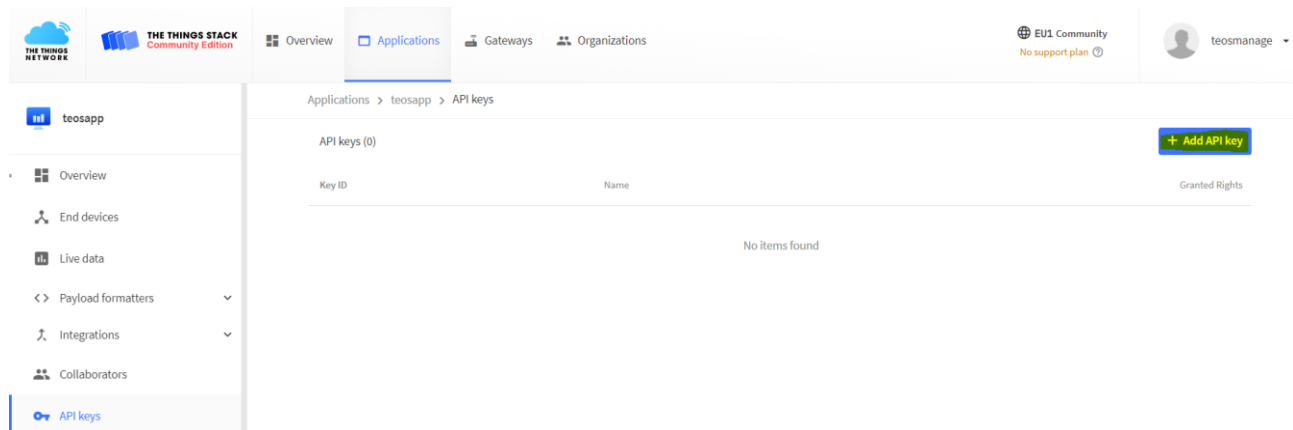 THE THINGS
NETWORK
THE THINGS STACK
Community Edition
Overview
Applications
Gateways
Organizations
EU1 Community
No support plan
teosmanage
teosapp
Overview
End devices
Live data
Payload formatters
Integrations
Collaborators
API keys
Applications > teosapp > API keys
API keys (0)
+ Add API key
Key ID Name Granted Rights
No items found